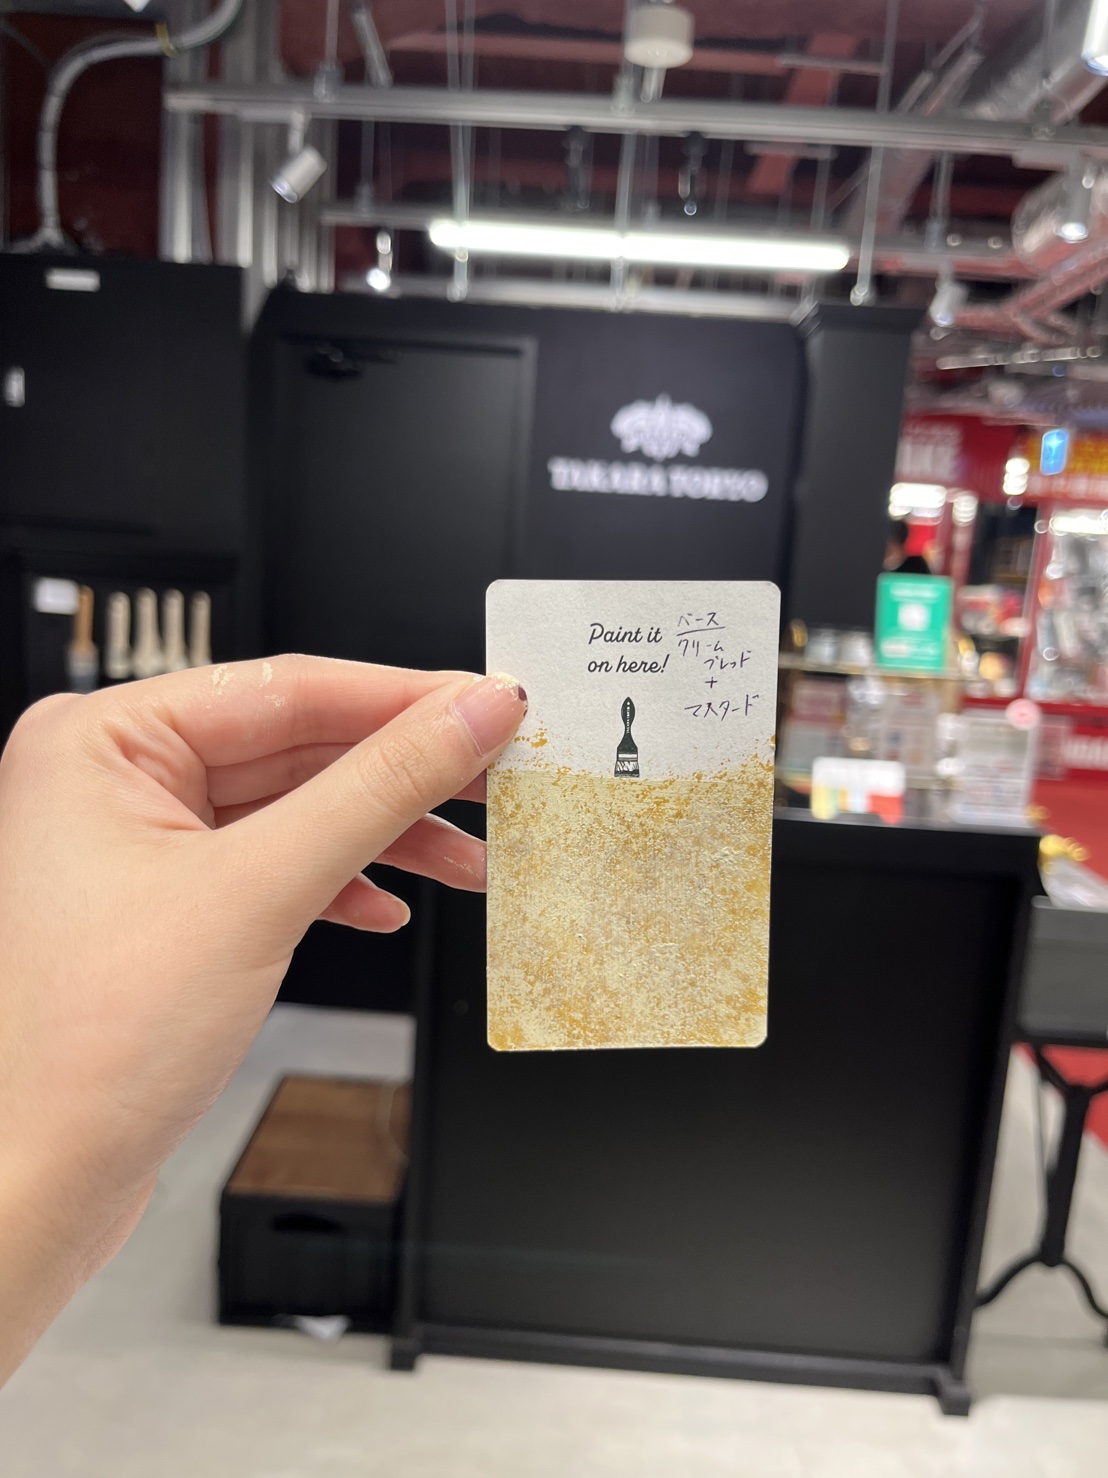 TAKARA TORYO
Paint it
on here!
ベース
クリーム
ブレッド
+
マスタード